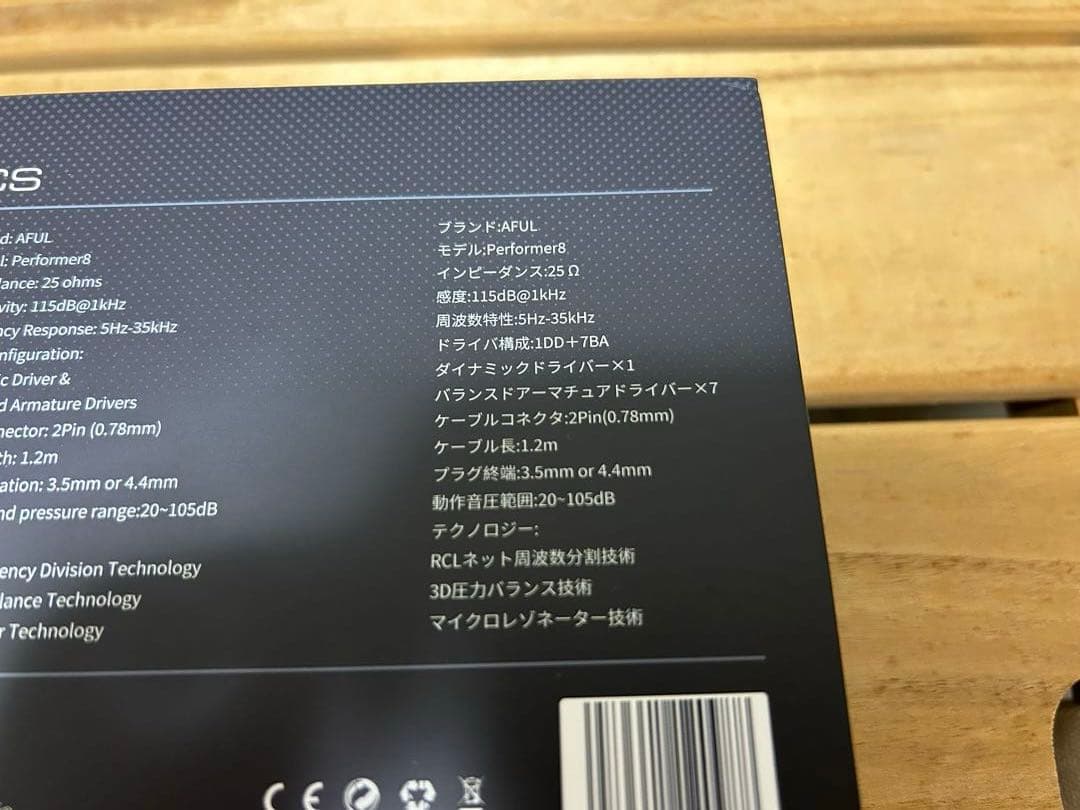 CS
d: AFUL
l: Performer8
ance: 25 ohms
vity: 115dB@1kHz
ncy Response: 5Hz-35kHz
nfiguration:
ic Driver &
d Armature Drivers
nector: 2Pin (0.78mm)
th: 1.2m
ation: 3.5mm or 4.4mm
nd pressure range:20~105dB
ency Division Technology
lance Technology
r Technology
ブランド:AFUL
モデル:Performer8
インピーダンス:25 Ω
感度:115dB@1kHz
周波数特性:5Hz-35kHz
ドライバ構成:1DD+7BA
ダイナミックドライバー×1
バランスドアーマチュアドライバー×7
ケーブルコネクタ:2Pin(0.78mm)
ケーブル長:1.2m
プラグ終端:3.5mm or 4.4mm
動作音圧範囲:20~105dB
テクノロジー:
RCLネット周波数分割技術
3D圧力バランス技術
マイクロレゾネーター技術
CE